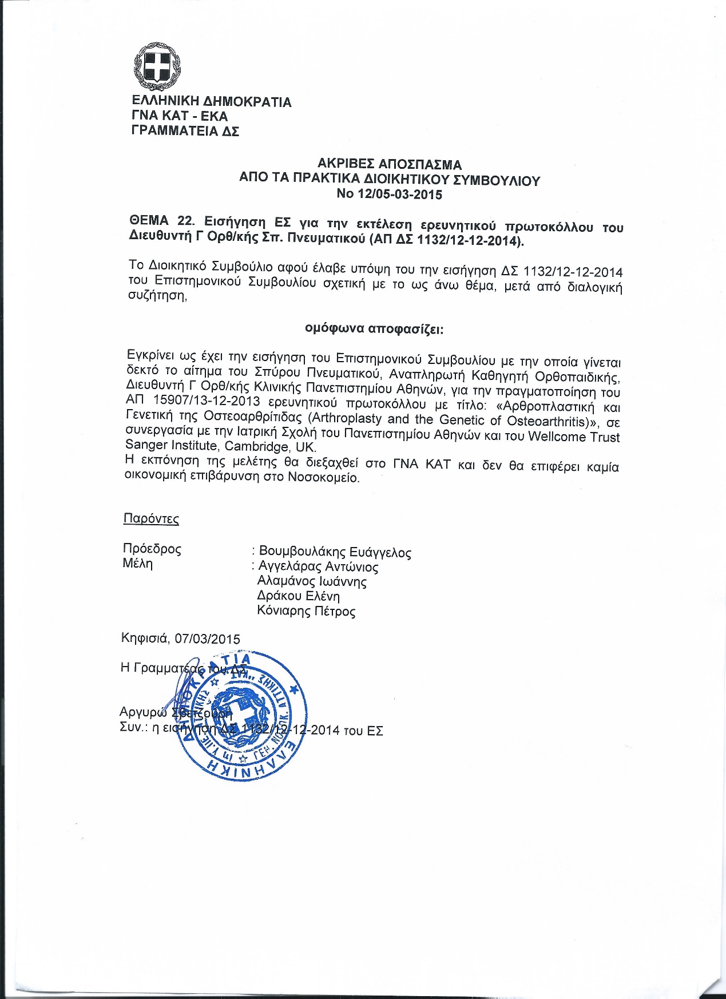 ΕΛΛΗΝΙΚΗ ΔΗΜΟΚΡΑΤΙΑ
ΓΝΑ ΚΑΤ - ΕΚΑ
ΓΡΑΜΜΑΤΕΙΑ ΔΣ
ΑΚΡΙΒΕΣ ΑΠΟΣΠΑΣΜΑ
ΑΠΟ ΤΑ ΠΡΑΚΤΙΚΑ ΔΙΟΙΚΗΤΙΚΟΥ ΣΥΜΒΟΥΛΙΟΥ
Νο 12/05-03-2015
ΘΕΜΑ 22. Εισήγηση ΕΣ για την εκτέλεση ερευνητικού πρωτοκόλλου του
Διευθυντή Γ Ορθ/κής Σπ. Πνευματικού (ΑΠ ΔΣ 1132/12-12-2014).
Το Διοικητικό Συμβούλιο αφού έλαβε υπόψη του την εισήγηση ΔΣ 1132/12-12-2014
του Επιστημονικού Συμβουλίου σχετική με το ως άνω θέμα, μετά από διαλογική
συζήτηση,
ομόφωνα αποφασίζει:
Εγκρίνει ως έχει την εισήγηση του Επιστημονικού Συμβουλίου με την οποία γίνεται
δεκτό το αίτημα του Σπύρου Πνευματικού, Αναπληρωτή Καθηγητή Ορθοπαιδικής,
Διευθυντή Γ Ορθ/κής Κλινικής Πανεπιστημίου Αθηνών, για την πραγματοποίηση του
ΑΠ 15907/13-12-2013 ερευνητικού πρωτοκόλλου με τίτλο: «Αρθροπλαστική και
Γενετική της Οστεοαρθρίτιδας (Arthroplasty and the Genetic of Osteoarthritis)», σε
συνεργασία με την Ιατρική Σχολή του Πανεπιστημίου Αθηνών και του Wellcome Trust
Sanger Institute, Cambridge, UK.
Η εκπόνηση της μελέτης θα διεξαχθεί στο ΓΝΑ ΚΑΤ και δεν θα επιφέρει καμία
οικονομική επιβάρυνση στο Νοσοκομείο.
Παρόντες
Πρόεδρος : Βουμβουλάκης Ευάγγελος
Μέλη : Αγγελάρας Αντώνιος
Αλαμάνος Ιωάννης
Δράκου Ελένη
Κόνιαρης Πέτρος
Κηφισιά, 07/03/2015
Η Γραμματέας του ΔΣ
Αργυρώ Σβετζούρη
Συν.: η εισήγηση ΔΣ 1132/12-12-2014 του ΕΣ
ΕΛΛΗΝΙΚΗ ΔΗΜΟΚΡΑΤΙΑ